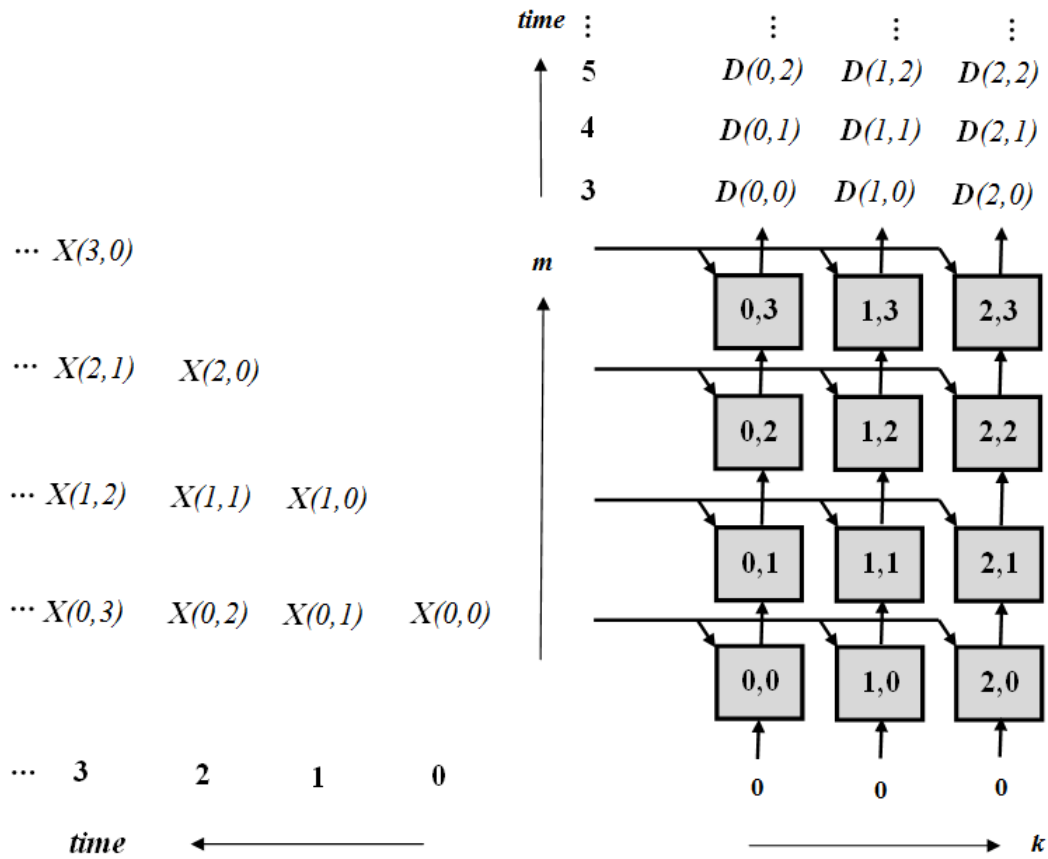 time ⋮ ⋮ ⋮ ⋮
5 D(0,2) D(1,2) D(2,2)
4 D(0,1) D(1,1) D(2,1)
3 D(0,0) D(1,0) D(2,0)
··· X(3,0)
m
0,3 1,3 2,3
··· X(2,1) X(2,0)
0,2 1,2 2,2
··· X(1,2) X(1,1) X(1,0)
0,1 1,1 2,1
··· X(0,3) X(0,2) X(0,1) X(0,0)
0,0 1,0 2,0
··· 3 2 1 0
0 0 0
time
k